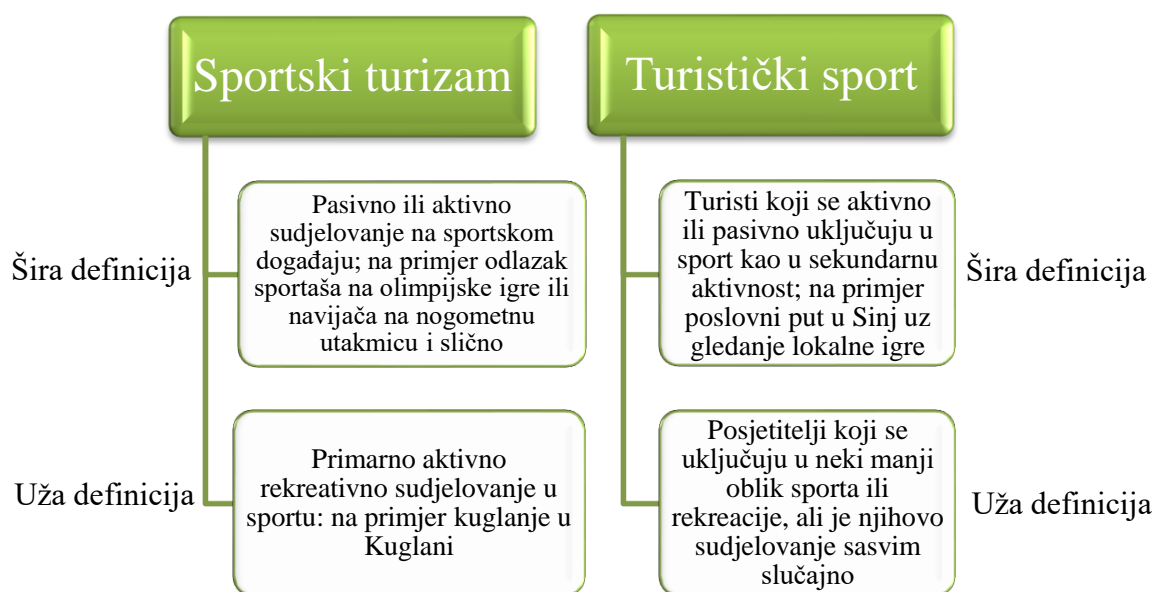 Sportski turizam
Šira definicija
Pasivno ili aktivno
sudjelovanje na sportskom
događaju; na primjer odlazak
sportaša na olimpijske igre ili
navijača na nogometnu
utakmicu i slično
Uža definicija
Primarno aktivno
rekreativno sudjelovanje u
sportu: na primjer kuglanje u
Kuglani
Turistički sport
Turisti koji se aktivno
ili pasivno uključuju u
sport kao u sekundarnu
aktivnost; na primjer
poslovni put u Sinj uz
gledanje lokalne igre
Šira definicija
Posjetitelji koji se
uključuju u neki manji
oblik sporta ili
rekreacije, ali je njihovo
sudjelovanje sasvim
slučajno
Uža definicija